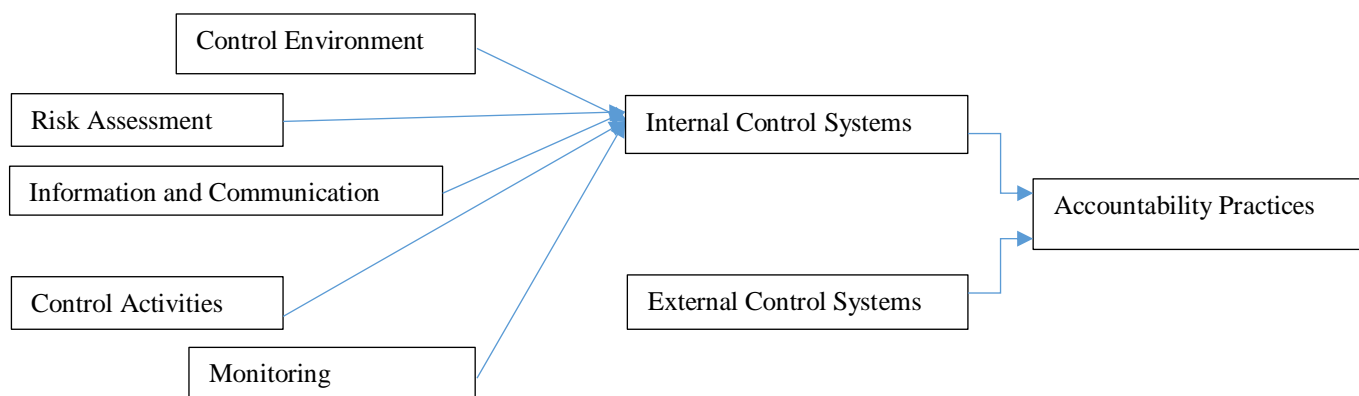 Control Environment
Risk Assessment
Internal Control Systems
Information and Communication
Accountability Practices
Control Activities
External Control Systems
Monitoring